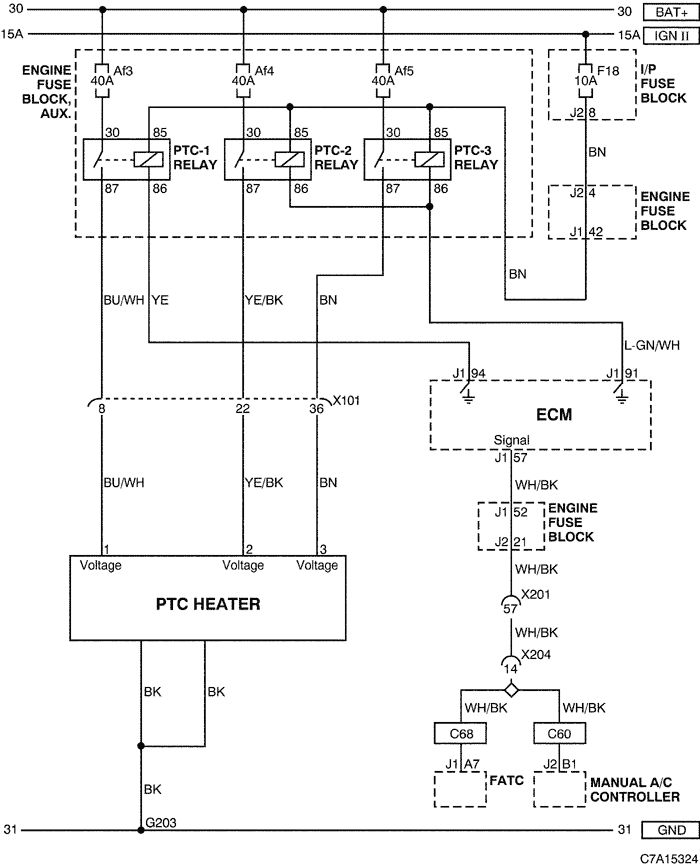 30 30 BAT+
15A 15A IGN II
ENGINE
FUSE
BLOCK,
AUX.
Af3
40A
Af4
40A
Af5
40A
F18
10A
I/P
FUSE
BLOCK
J2 8
30 85
PTC-1
RELAY
87 86
30 85
PTC-2
RELAY
87 86
30 85
PTC-3
RELAY
87 86
BN
J2 4
ENGINE
FUSE
BLOCK
J1 42
BN
BU/WH YE YE/BK BN
L-GN/WH
J1 94 J1 91
ECM
Signal
J1 57
8 22 36 X101
BU/WH YE/BK BN
WH/BK
J1 52
ENGINE
FUSE
BLOCK
J2 21
WH/BK
1 2 3
Voltage Voltage Voltage
PTC HEATER
X201
57
WH/BK
X204
14
BK BK
WH/BK WH/BK
C68 C60
J1 A7 J2 B1
FATC
MANUAL A/C
CONTROLLER
BK
G203
31 31 GND
C7A15324